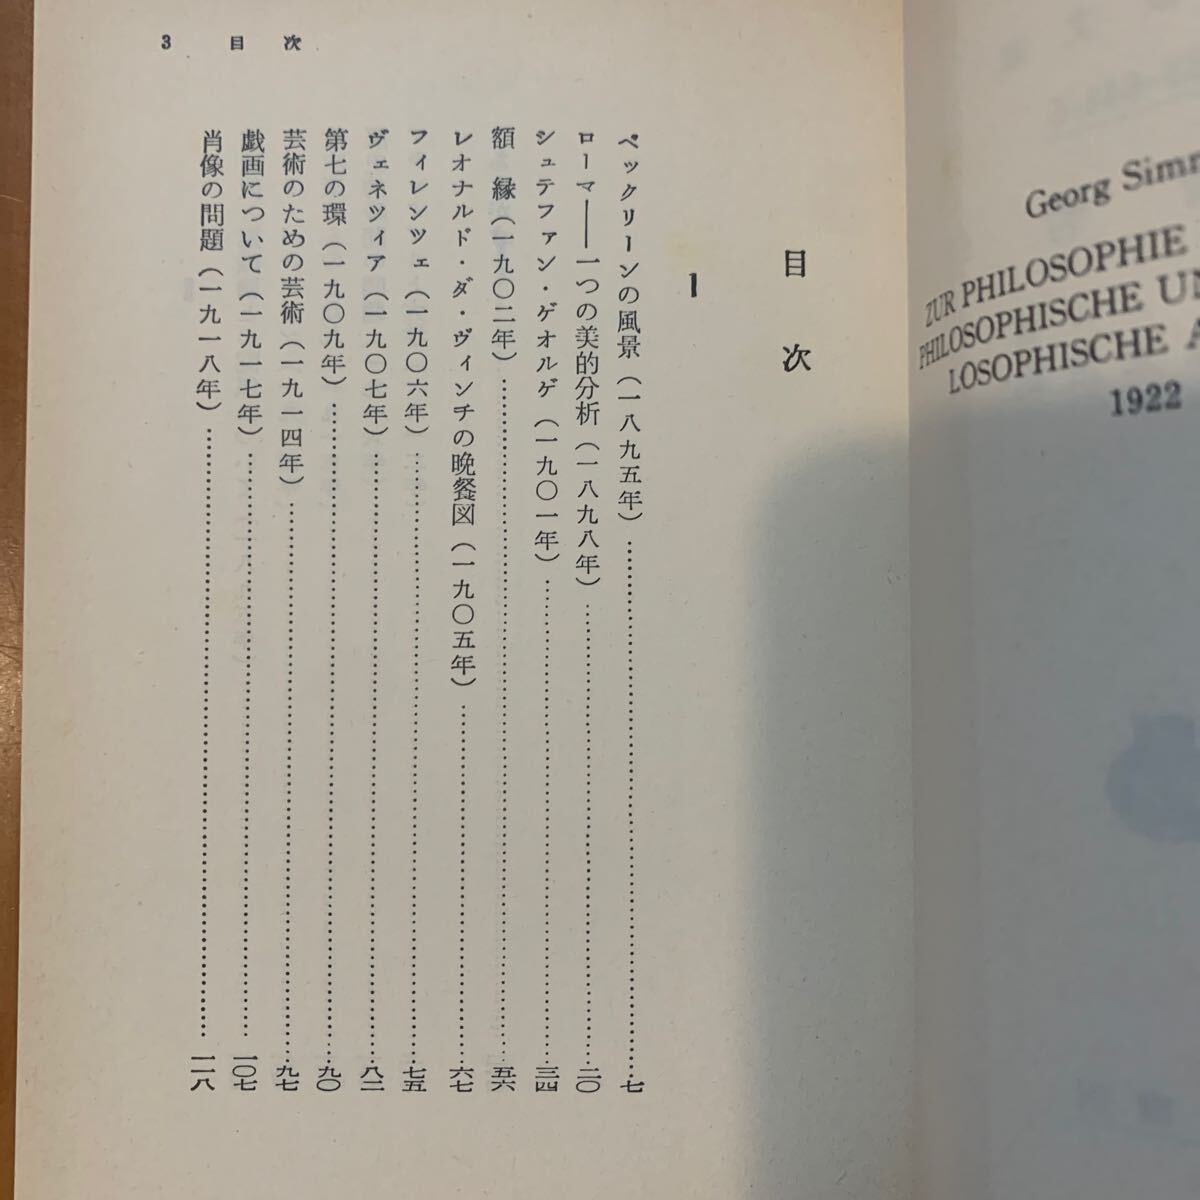 3 目次
目次
I
ベックリーンの風景(一八九五年)……七
ローマ——一つの美的分析(一八九八年)……二〇
シュテファン・ゲオルゲ(一九〇一年)……三四
額縁(一九〇二年)……五六
レオナルド・ダ・ヴィンチの晩餐図(一九〇五年)……六七
フィレンツェ(一九〇六年)……七五
ヴェネツィア(一九〇七年)……八二
第七の環(一九〇九年)……九〇
芸術のための芸術(一九一四年)……九七
戯画について(一九一七年)……一〇七
肖像の問題(一九一八年)……一一八
Georg Simm
ZUR PHILOSOPHIE
PHILOSOPHISCHE UN
LOSOPHISCHE A
1922